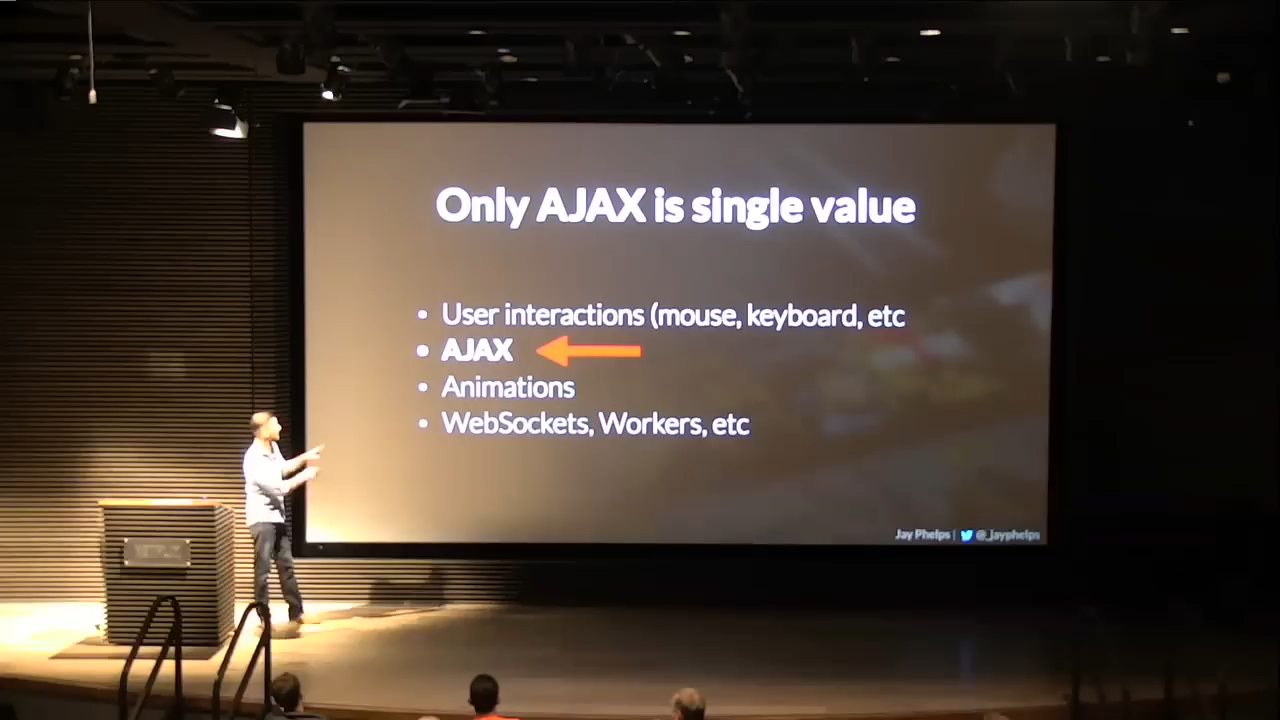 Only AJAX is single value
• User interactions (mouse, keyboard, etc
• AJAX
• Animations
• WebSockets, Workers, etc
Jay Phelps | @_jayphelps